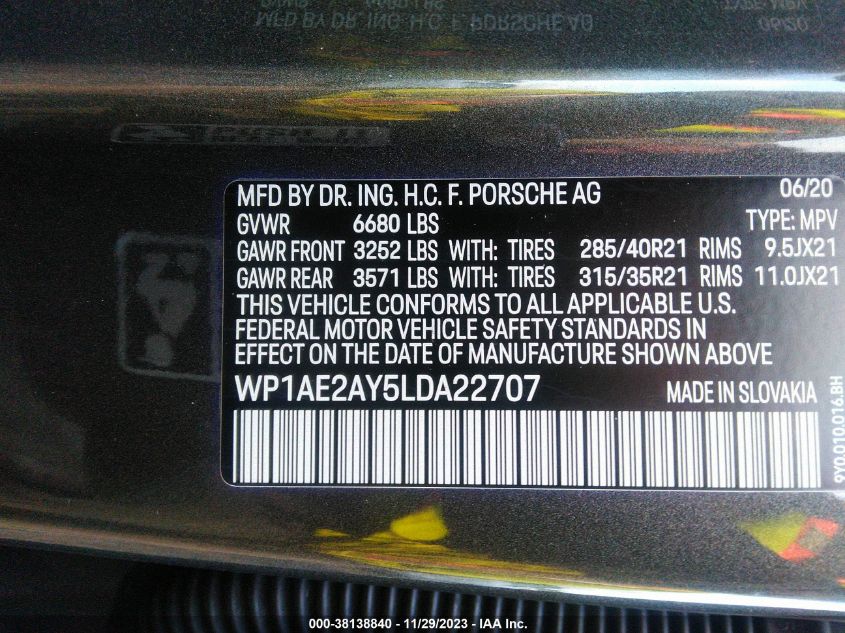 MFD BY DR. ING. H.C. F. PORSCHE AG 06/20
GVWR 6680 LBS TYPE: MPV
GAWR FRONT 3252 LBS WITH: TIRES 285/40R21 RIMS 9.5JX21
GAWR REAR 3571 LBS WITH: TIRES 315/35R21 RIMS 11.0JX21
THIS VEHICLE CONFORMS TO ALL APPLICABLE U.S.
FEDERAL MOTOR VEHICLE SAFETY STANDARDS IN
EFFECT ON THE DATE OF MANUFACTURE SHOWN ABOVE
WP1AE2AY5LDA22707 MADE IN SLOVAKIA
9Y0.010.016.BH
000-38138840 - 11/29/2023 - IAA Inc.